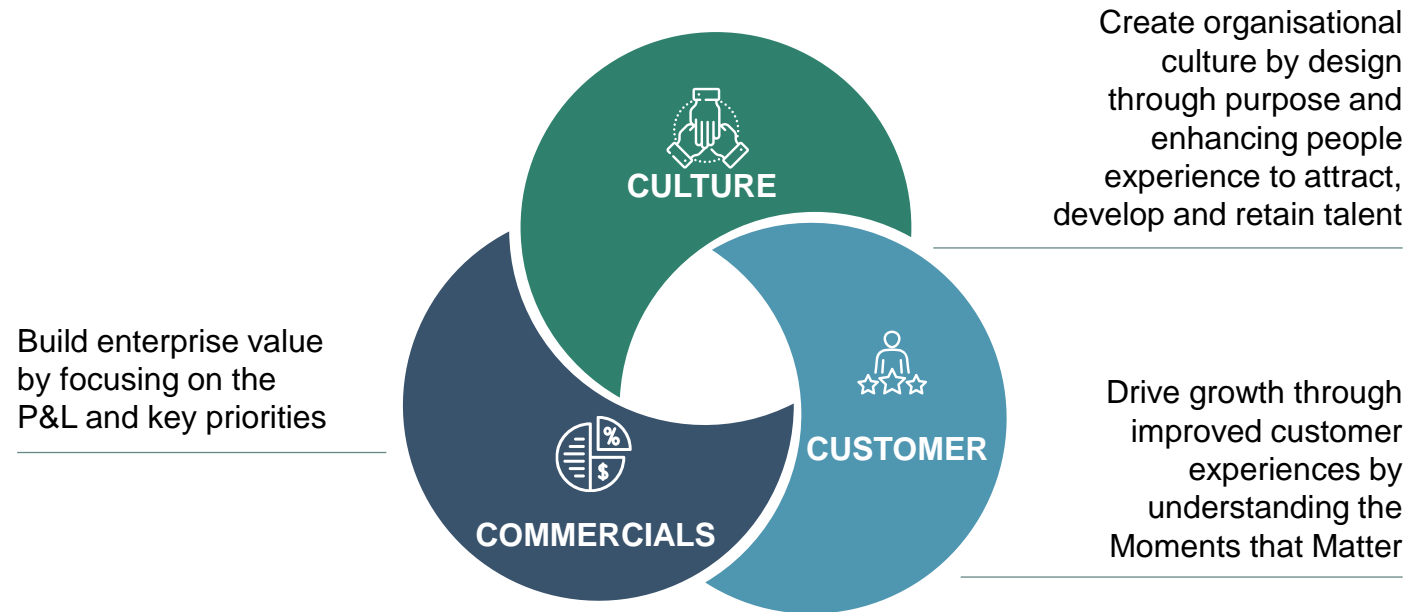 Create organisational
culture by design
through purpose and
enhancing people
experience to attract,
develop and retain talent
CULTURE
Build enterprise value
by focusing on the
P&L and key priorities
%
$
COMMERCIALS
CUSTOMER
Drive growth through
improved customer
experiences by
understanding the
Moments that Matter